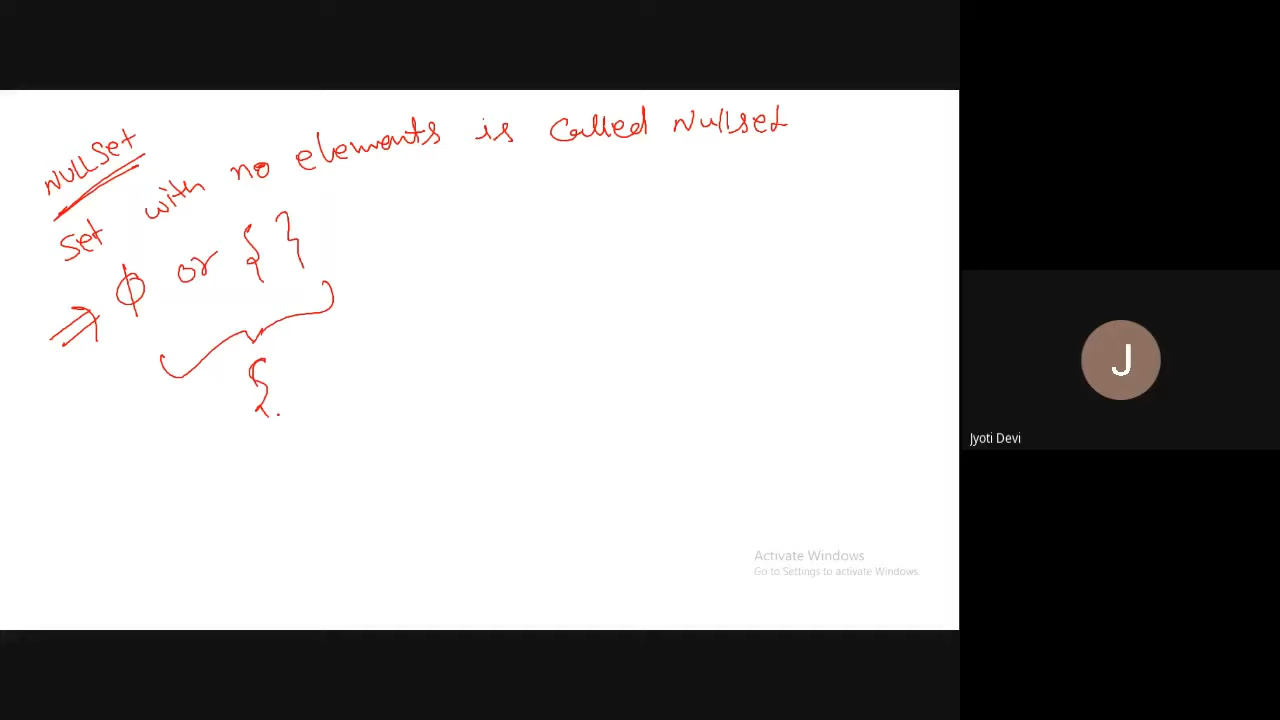 NULLSET
Set with no elements is called Nullset
⇒ ϕ or { }
{.
J
Jyoti Devi
Activate Windows
Go to Settings to activate Windows.